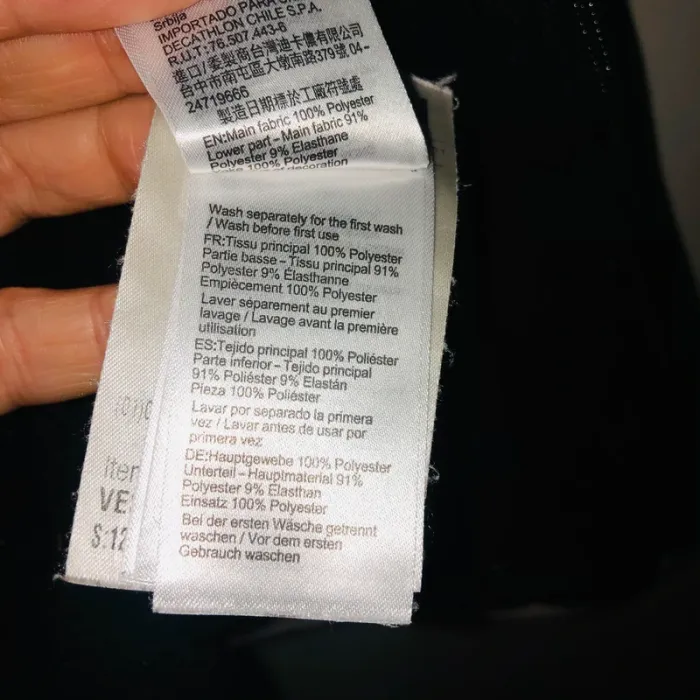 Srbija
IMPORTADO PARA
DECATHLON CHILE S.P.A.
R.U.T: 76.507.443-6
進口/委製商台灣迪卡儂有限公司
台中市南屯區大墩南路379號 04-
24719666
製造日期標於工廠符號處
EN:Main fabric 100% Polyester
Lower part - Main fabric 91%
Polyester 9% Elasthane
100% Polyester
Wash separately for the first wash
/ Wash before first use
FR:Tissu principal 100% Polyester
Partie basse - Tissu principal 91%
Polyester 9% Élasthanne
Empiècement 100% Polyester
Laver séparement au premier
lavage / Lavage avant la première
utilisation
ES:Tejido principal 100% Poliéster
Parte inferior - Tejido principal
91% Poliéster 9% Elastán
Pieza 100% Poliéster
Lavar por separado la primera
vez / Lavar antes de usar por
primera vez
DE:Hauptgewebe 100% Polyester
Unterteil - Hauptmaterial 91%
Polyester 9% Elasthan
Einsatz 100% Polyester
Bei der ersten Wäsche getrennt
waschen / Vor dem ersten
Gebrauch waschen
Item
VE
S:12